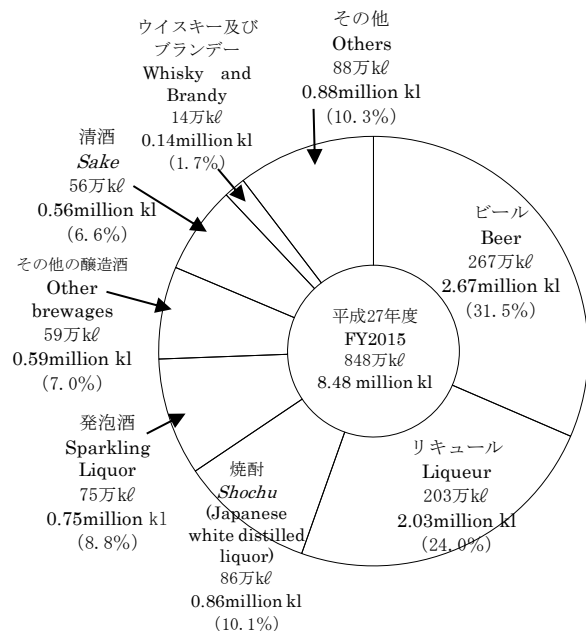 その他
Others
88万kℓ
0.88million kl
(10.3%)
ウイスキー及び
ブランデー
Whisky and
Brandy
14万kℓ
0.14million kl
(1.7%)
清酒
Sake
56万kℓ
0.56million kl
(6.6%)
その他の醸造酒
Other
brewages
59万kℓ
0.59million kl
(7.0%)
発泡酒
Sparkling
Liquor
75万kℓ
0.75million kl
(8.8%)
焼酎
Shochu
(Japanese
white distilled
liquor)
86万kℓ
0.86million kl
(10.1%)
リキュール
Liqueur
203万kℓ
2.03million kl
(24.0%)
ビール
Beer
267万kℓ
2.67million kl
(31.5%)
平成27年度
FY2015
848万kℓ
8.48 million kl